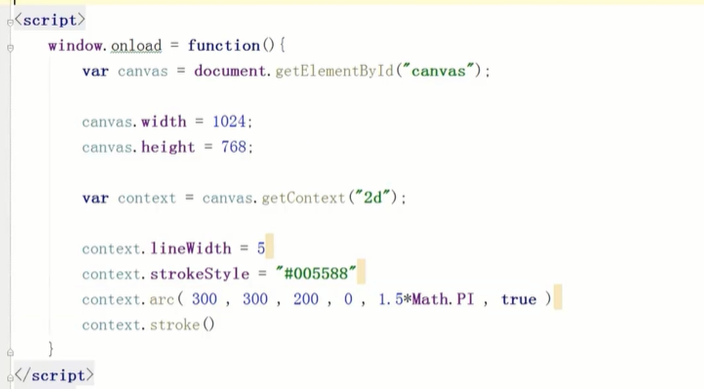 <script>
window.onload = function(){
var canvas = document.getElementById("canvas");
canvas.width = 1024;
canvas.height = 768;
var context = canvas.getContext("2d");
context.lineWidth = 5
context.strokeStyle = "#005588"
context.arc( 300 , 300 , 200 , 0 , 1.5*Math.PI , true )
context.stroke()
}
</script>